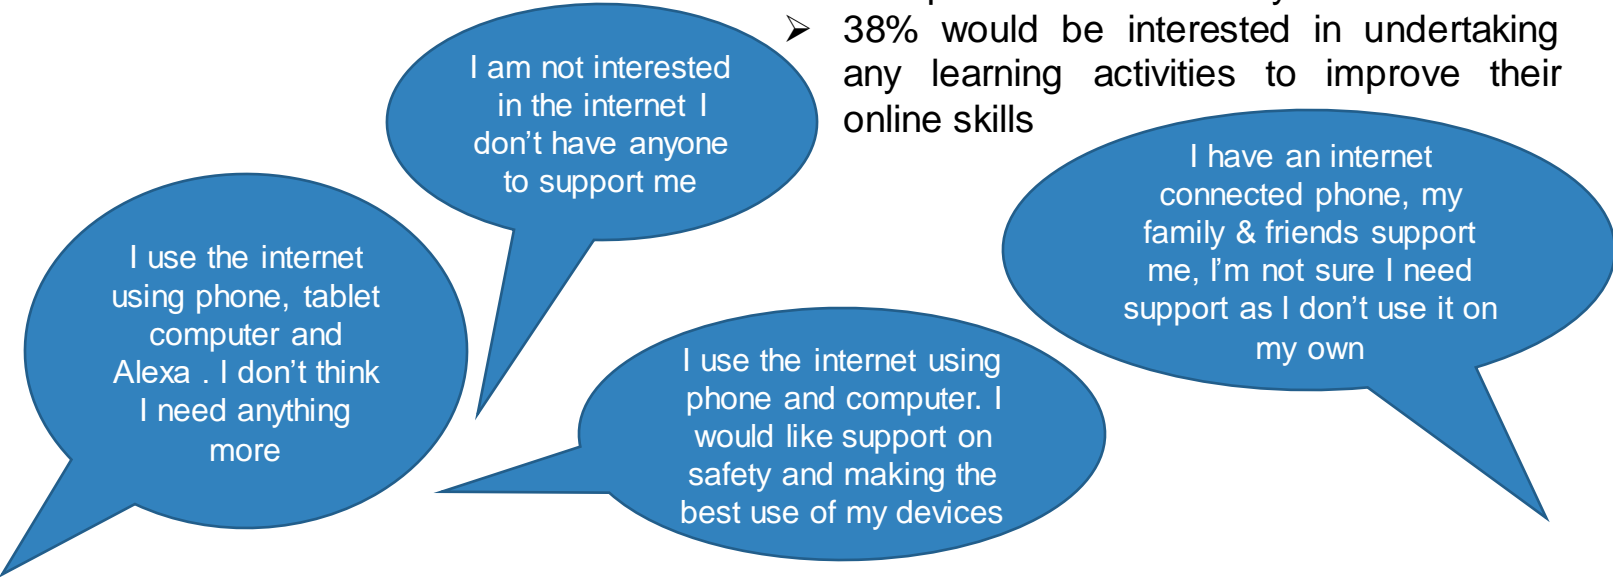 38% would be interested in undertaking
any learning activities to improve their
online skills
I am not interested
in the internet I
don’t have anyone
to support me
I have an internet
connected phone, my
family & friends support
me, I’m not sure I need
support as I don’t use it on
my own
I use the internet
using phone, tablet
computer and
Alexa . I don’t think
I need anything
more
I use the internet using
phone and computer. I
would like support on
safety and making the
best use of my devices